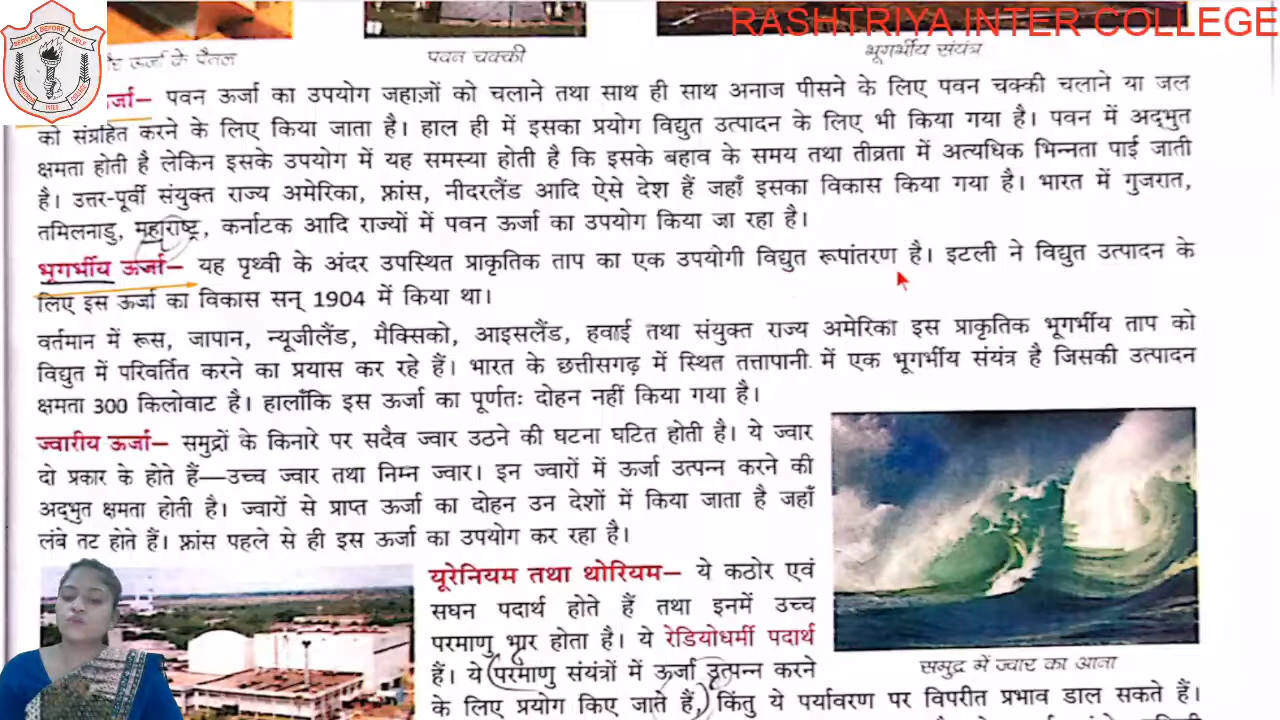 RASHTRIYA INTER COLLEGE
SERVICE BEFORE SELF
ऊर्जा के पैनल
पवन चक्की
भूगर्भीय संयंत्र
र्जा– पवन ऊर्जा का उपयोग जहाज़ों को चलाने तथा साथ ही साथ अनाज पीसने के लिए पवन चक्की चलाने या जल
को संग्रहित करने के लिए किया जाता है। हाल ही में इसका प्रयोग विद्युत उत्पादन के लिए भी किया गया है। पवन में अद्भुत
क्षमता होती है लेकिन इसके उपयोग में यह समस्या होती है कि इसके बहाव के समय तथा तीव्रता में अत्यधिक भिन्नता पाई जाती
है। उत्तर-पूर्वी संयुक्त राज्य अमेरिका, फ्रांस, नीदरलैंड आदि ऐसे देश हैं जहाँ इसका विकास किया गया है। भारत में गुजरात,
तमिलनाडु, महाराष्ट्र, कर्नाटक आदि राज्यों में पवन ऊर्जा का उपयोग किया जा रहा है।
भूगर्भीय ऊर्जा– यह पृथ्वी के अंदर उपस्थित प्राकृतिक ताप का एक उपयोगी विद्युत रूपांतरण है। इटली ने विद्युत उत्पादन के
लिए इस ऊर्जा का विकास सन् 1904 में किया था।
वर्तमान में रूस, जापान, न्यूजीलैंड, मैक्सिको, आइसलैंड, हवाई तथा संयुक्त राज्य अमेरिका इस प्राकृतिक भूगर्भीय ताप को
विद्युत में परिवर्तित करने का प्रयास कर रहे हैं। भारत के छत्तीसगढ़ में स्थित तत्तापानी में एक भूगर्भीय संयंत्र है जिसकी उत्पादन
क्षमता 300 किलोवाट है। हालाँकि इस ऊर्जा का पूर्णतः दोहन नहीं किया गया है।
ज्वारीय ऊर्जा– समुद्रों के किनारे पर सदैव ज्वार उठने की घटना घटित होती है। ये ज्वार
दो प्रकार के होते हैं—उच्च ज्वार तथा निम्न ज्वार। इन ज्वारों में ऊर्जा उत्पन्न करने की
अद्भुत क्षमता होती है। ज्वारों से प्राप्त ऊर्जा का दोहन उन देशों में किया जाता है जहाँ
लंबे तट होते हैं। फ्रांस पहले से ही इस ऊर्जा का उपयोग कर रहा है।
यूरेनियम तथा थोरियम– ये कठोर एवं
सघन पदार्थ होते हैं तथा इनमें उच्च
परमाणु भार होता है। ये रेडियोधर्मी पदार्थ
हैं। ये परमाणु संयंत्रों में ऊर्जा उत्पन्न करने
के लिए प्रयोग किए जाते हैं, किंतु ये पर्यावरण पर विपरीत प्रभाव डाल सकते हैं।
समुद्र में ज्वार का आना